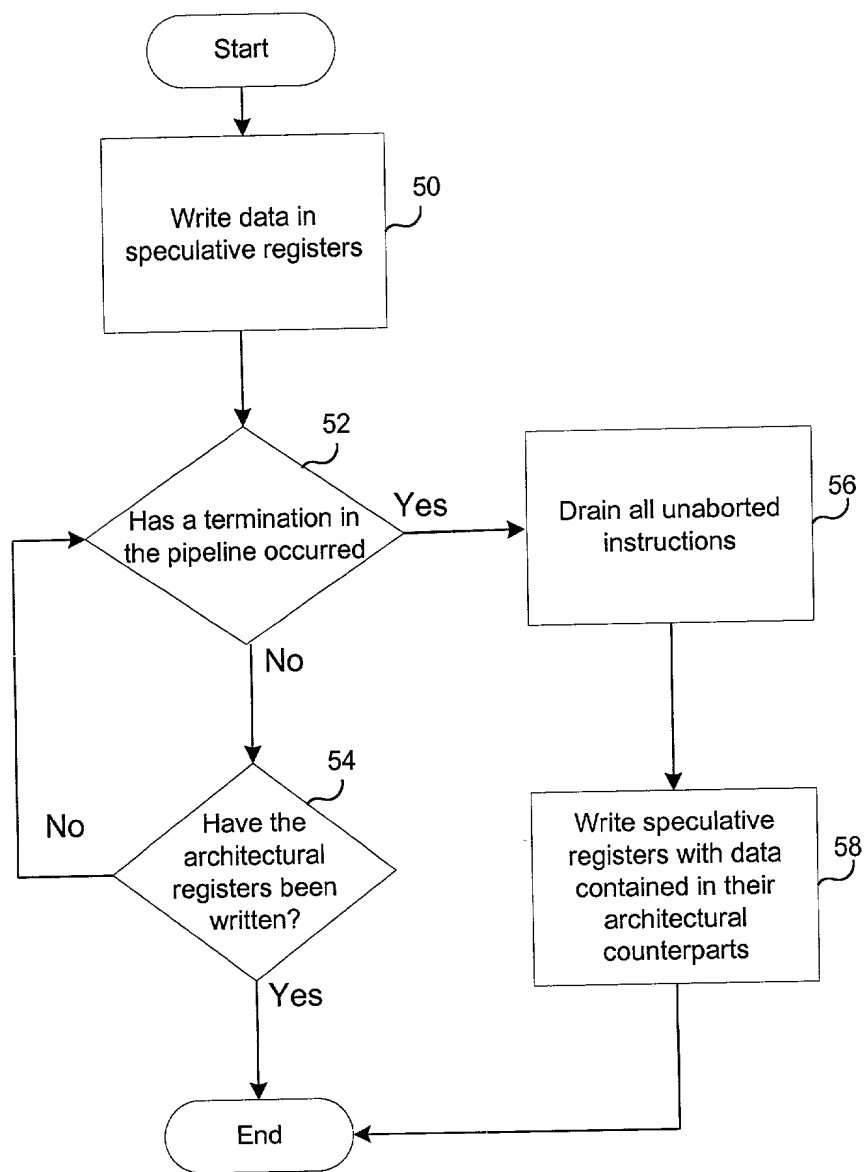 Start
50
Write data in
speculative registers
52
Has a termination in
the pipeline occurred
Yes
56
Drain all unaborted
instructions
No
54
No
Have the
architectural
registers been
written?
58
Write speculative
registers with data
contained in their
architectural
counterparts
Yes
End